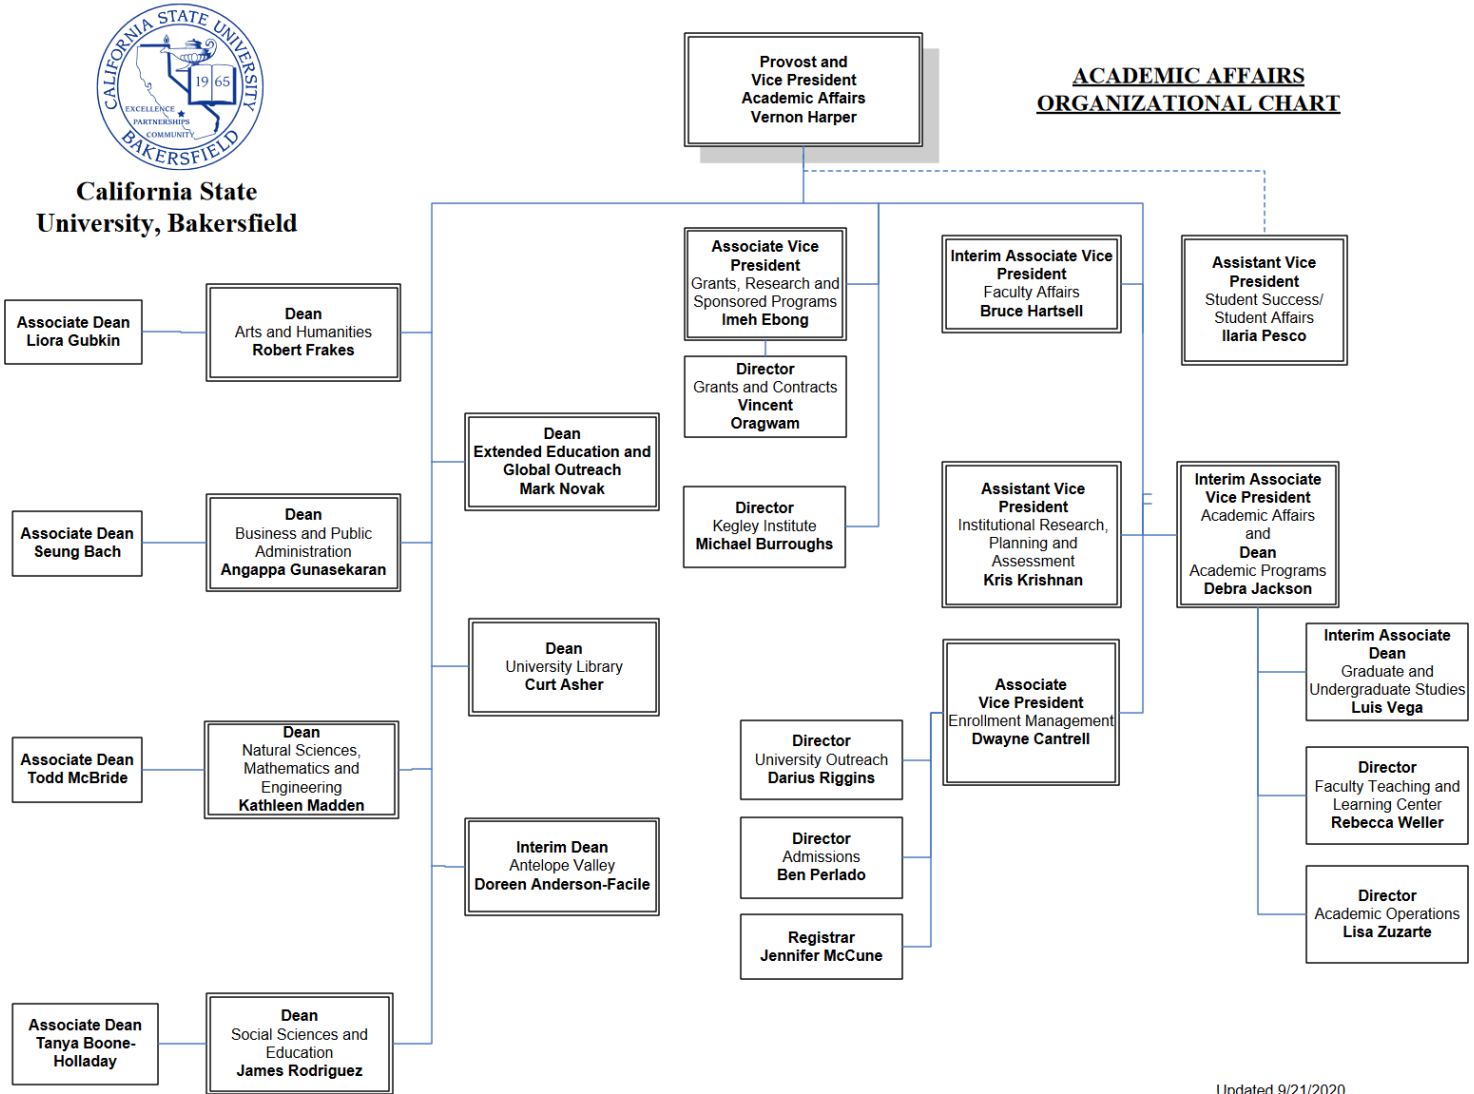 CALIFORNIA STATE UNIVERSITY
BAKERSFIELD
19 65
EXCELLENCE
PARTNERSHIPS
COMMUNITY
California State
University, Bakersfield
Provost and
Vice President
Academic Affairs
Vernon Harper
ACADEMIC AFFAIRS
ORGANIZATIONAL CHART
Associate Vice
President
Grants, Research and
Sponsored Programs
Imeh Ebong
Interim Associate Vice
President
Faculty Affairs
Bruce Hartsell
Assistant Vice
President
Student Success/
Student Affairs
Ilaria Pesco
Associate Dean
Liora Gubkin
Dean
Arts and Humanities
Robert Frakes
Director
Grants and Contracts
Vincent
Oragwam
Dean
Extended Education and
Global Outreach
Mark Novak
Associate Dean
Seung Bach
Dean
Business and Public
Administration
Angappa Gunasekaran
Director
Kegley Institute
Michael Burroughs
Assistant Vice
President
Institutional Research,
Planning and
Assessment
Kris Krishnan
Interim Associate
Vice President
Academic Affairs
and
Dean
Academic Programs
Debra Jackson
Dean
University Library
Curt Asher
Interim Associate
Dean
Graduate and
Undergraduate Studies
Luis Vega
Associate
Vice President
Enrollment Management
Dwayne Cantrell
Associate Dean
Todd McBride
Dean
Natural Sciences,
Mathematics and
Engineering
Kathleen Madden
Director
University Outreach
Darius Riggins
Director
Faculty Teaching and
Learning Center
Rebecca Weller
Interim Dean
Antelope Valley
Doreen Anderson-Facile
Director
Admissions
Ben Perlado
Director
Academic Operations
Lisa Zuzarte
Registrar
Jennifer McCune
Associate Dean
Tanya Boone-
Holladay
Dean
Social Sciences and
Education
James Rodriguez
Updated 9/21/2020